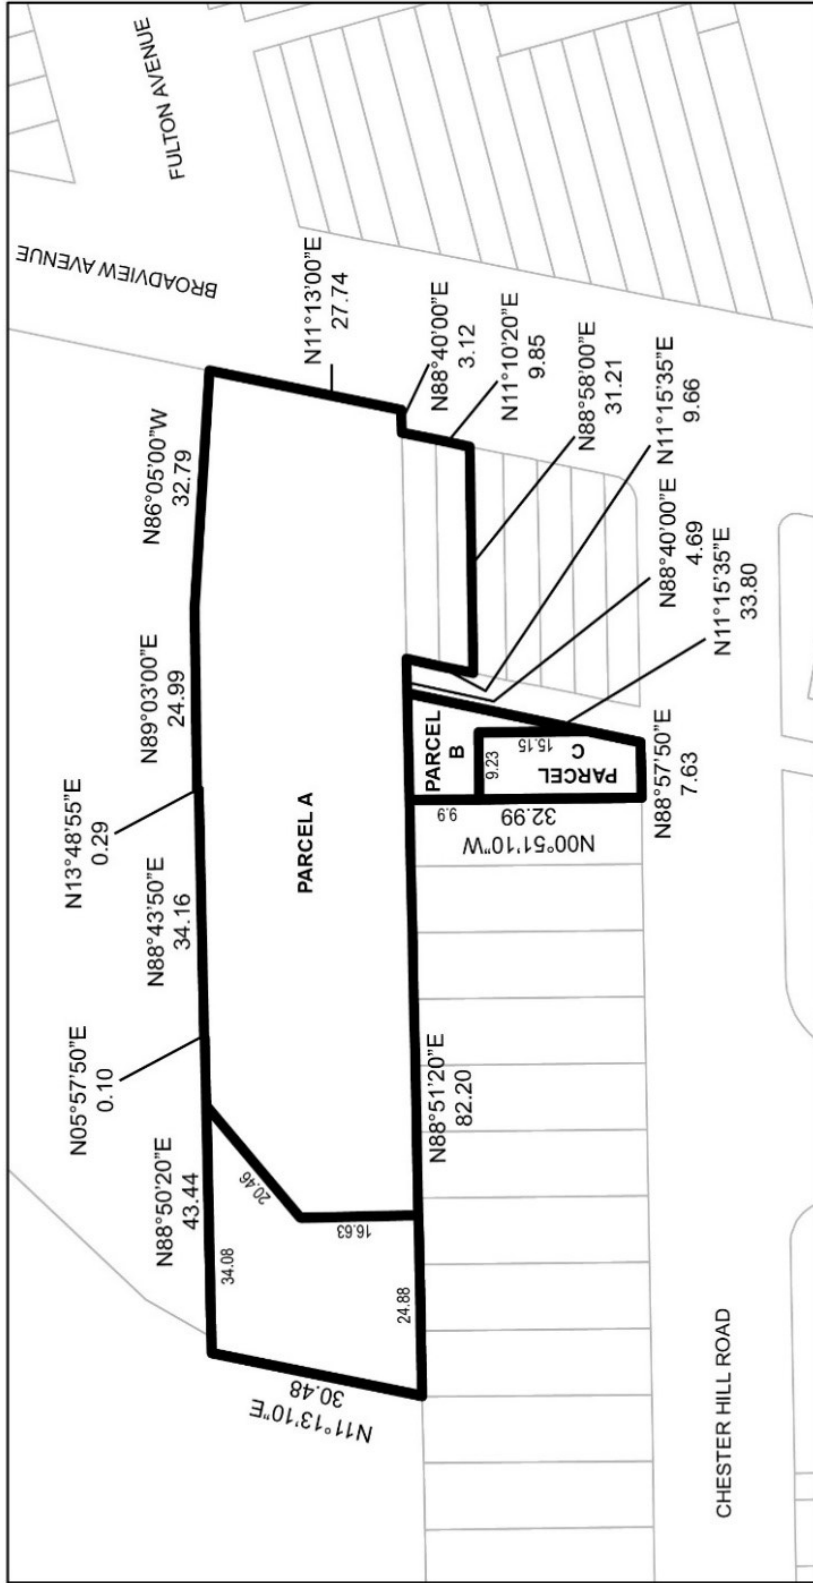 FULTON AVENUE
BROADVIEW AVENUE
N11°13'00"E
27.74
N88°40'00"E
3.12
N11°10'20"E
9.85
N88°58'00"E
31.21
N11°15'35"E
9.66
N88°40'00"E
4.69
N11°15'35"E
33.80
N86°05'00"W
32.79
N89°03'00"E
24.99
N13°48'55"E
0.29
N88°43'50"E
34.16
N05°57'50"E
0.10
N88°50'20"E
43.44
34.08
20.46
16.63
24.88
N11°13'10"E
30.48
PARCEL A
N88°51'20"E
82.20
PARCEL
B
9.23
15.15
PARCEL
C
9.9
32.99
N00°51'10"W
N88°57'50"E
7.63
CHESTER HILL ROAD